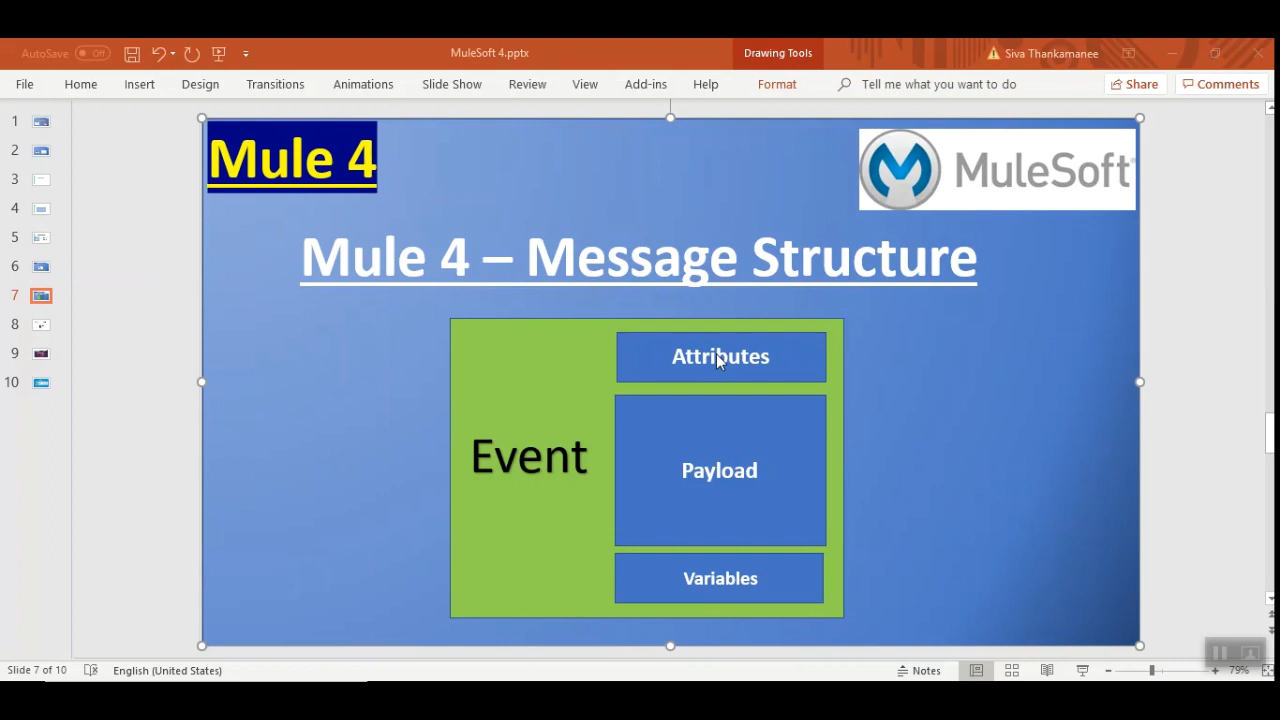 AutoSave Off MuleSoft 4.pptx Drawing Tools Siva Thankamanee
File Home Insert Design Transitions Animations Slide Show Review View Add-ins Help Format Tell me what you want to do Share Comments
1
2
3
4
5
6
7
8
9
10
Mule 4
MuleSoft
Mule 4 – Message Structure
Attributes
Event
Payload
Variables
Slide 7 of 10 English (United States) Notes 79%